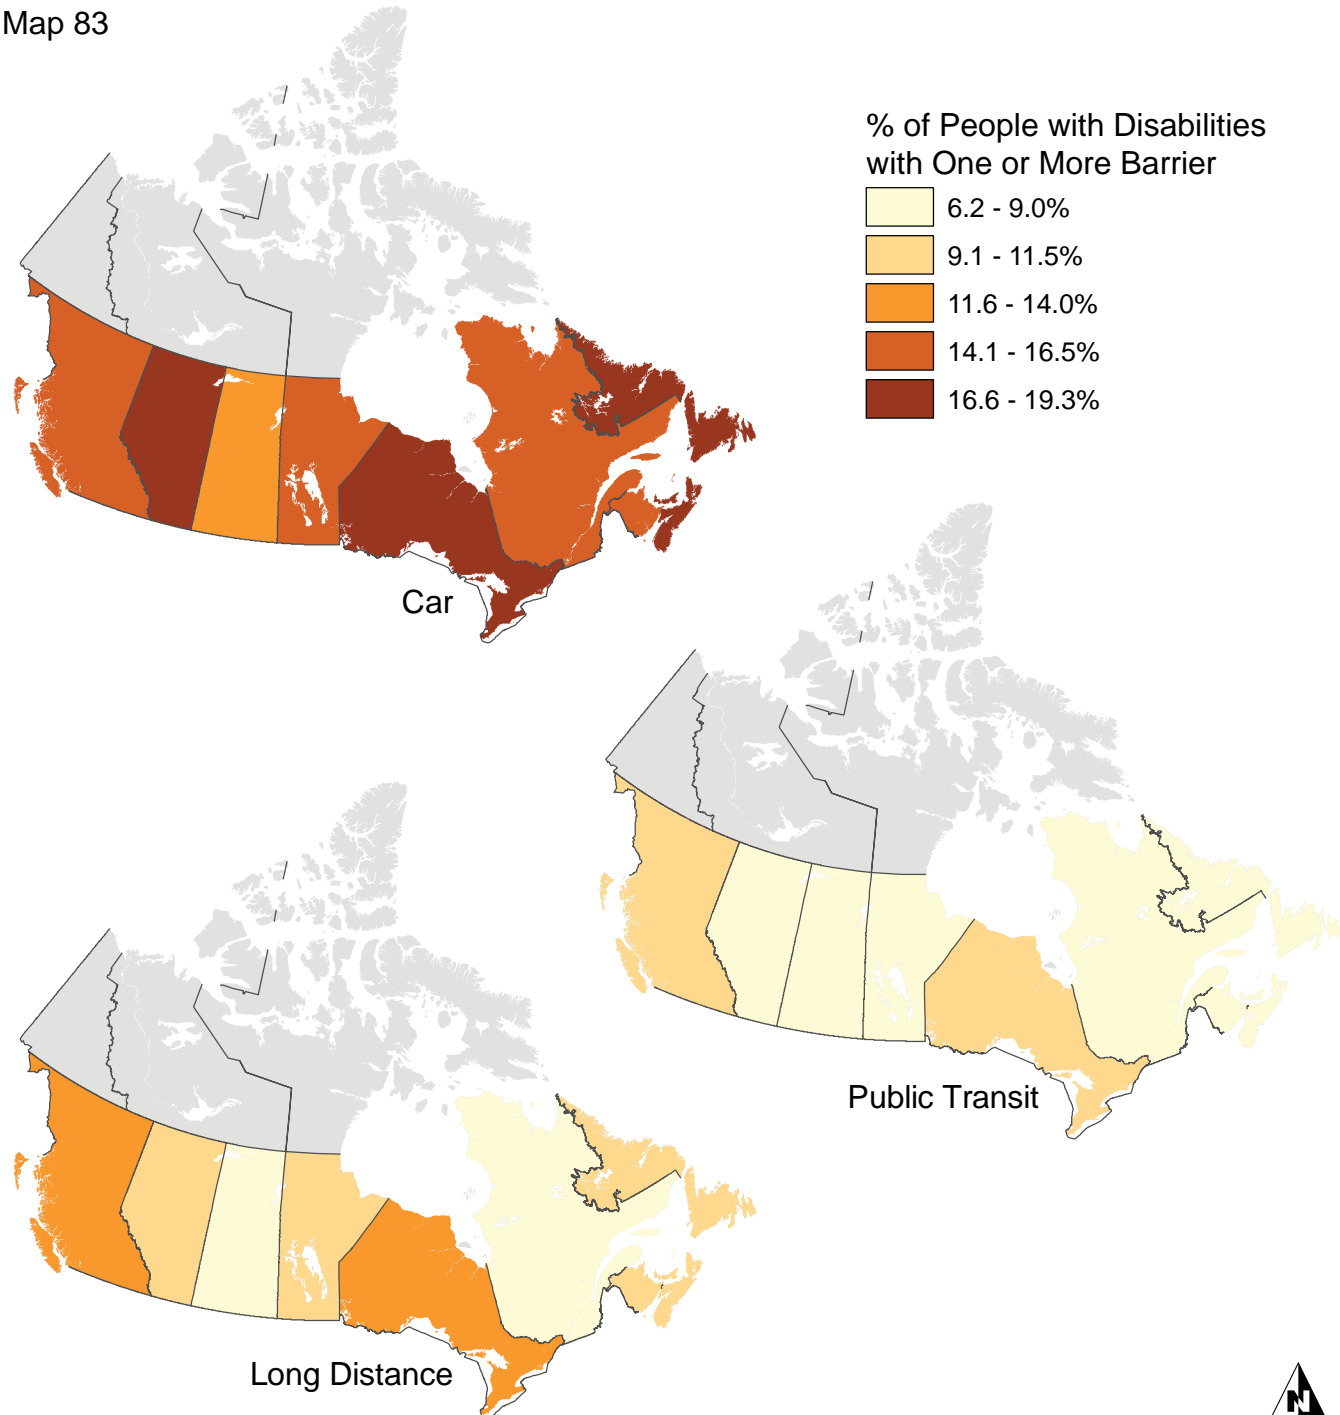 Map 83
% of People with Disabilities
with One or More Barrier
6.2 - 9.0%
9.1 - 11.5%
11.6 - 14.0%
14.1 - 16.5%
16.6 - 19.3%
Car
Public Transit
Long Distance
N